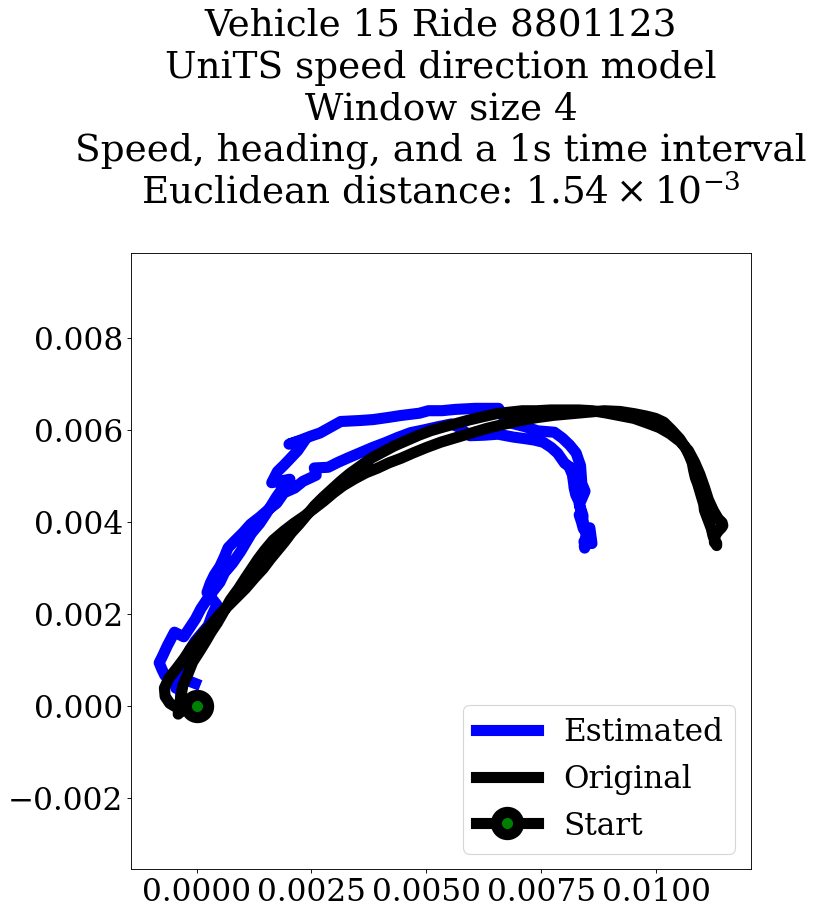 Vehicle 15 Ride 8801123
UniTS speed direction model
Window size 4
Speed, heading, and a 1s time interval
Euclidean distance: 1.54 × 10⁻³
0.008
0.006
0.004
0.002
0.000
−0.002
0.0000 0.0025 0.0050 0.0075 0.0100
Estimated
Original
Start